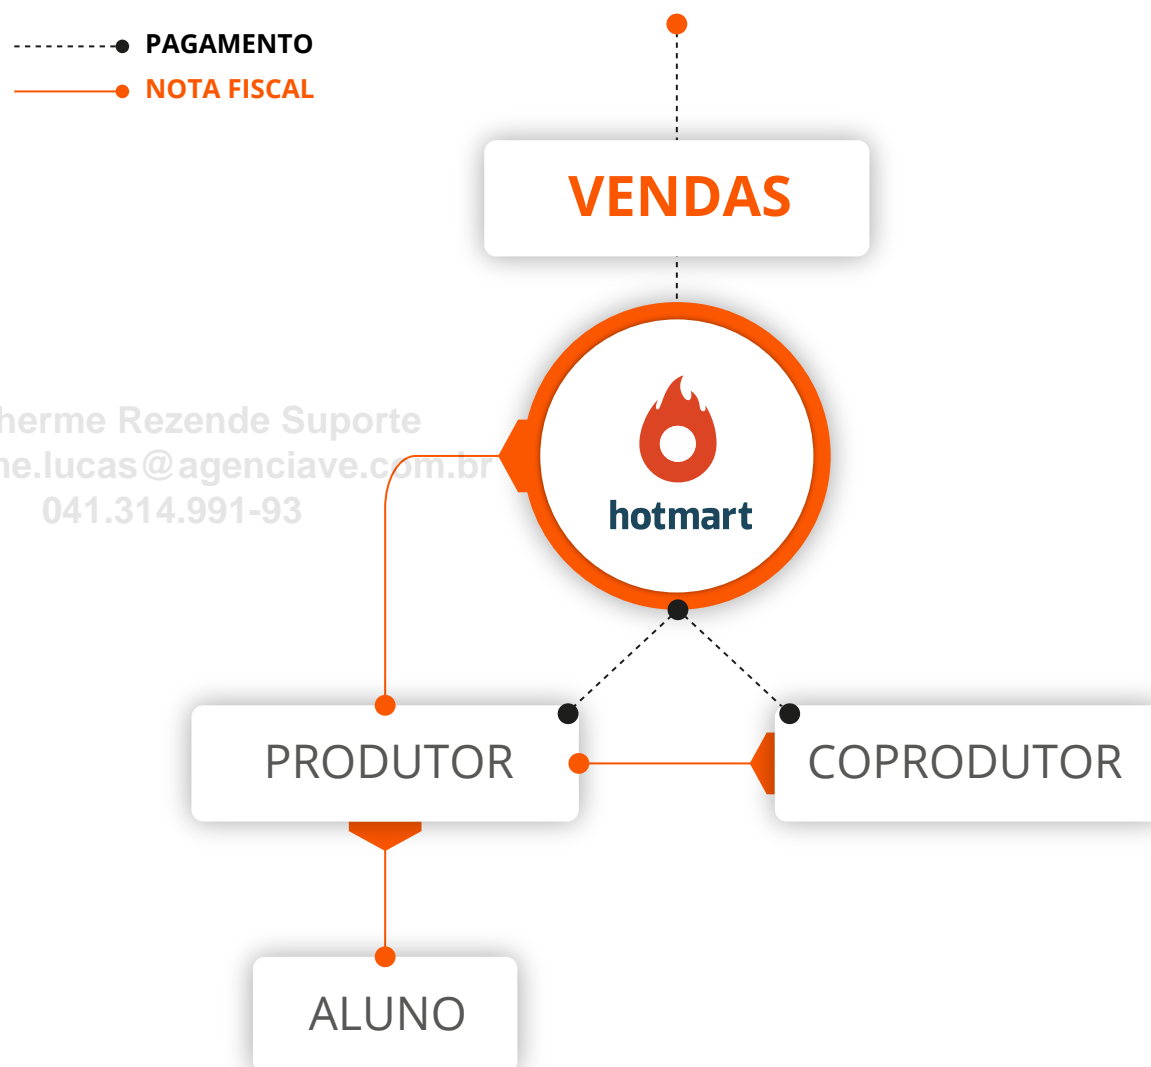 PAGAMENTO
NOTA FISCAL
VENDAS
herme Rezende Suporte
ne.lucas@agenciave.com.br
041.314.991-93
hotmart
PRODUTOR
COPRODUTOR
ALUNO